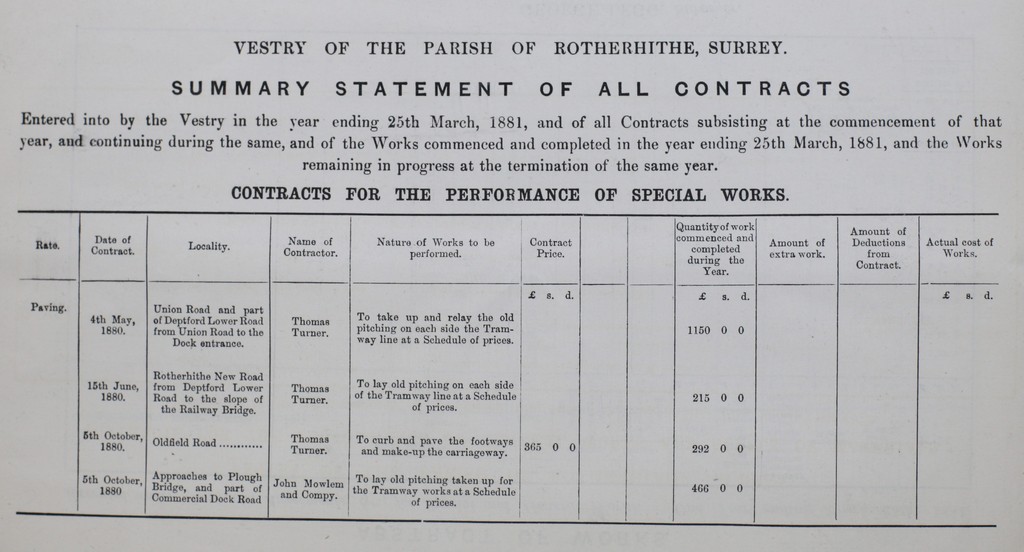 VESTRY OF THE PARISH OF ROTHERHITHE, SURREY.
SUMMARY STATEMENT OF ALL CONTRACTS
Entered into by the Vestry in the year ending 25th March, 1881, and of all Contracts subsisting at the commencement of that
year, and continuing during the same, and of the Works commenced and completed in the year ending 25th March, 1881, and the Works
remaining in progress at the termination of the same year.
CONTRACTS FOR THE PERFORMANCE OF SPECIAL WORKS.
Rate.
Date of
Contract.
Locality.
Name of
Contractor.
Nature of Works to be
performed.
Contract
Price.
Quantity of work
commenced and
completed
during the
Year.
Amount of
extra work.
Amount of
Deductions
from
Contract.
Actual cost of
Works.
£ s. d.
£ s. d.
£ s. d.
Paving.
4th May,
1880.
Union Road and part
of Deptford Lower Road
from Union Road to the
Dock entrance.
Thomas
Turner.
To take up and relay the old
pitching on each side the Tram-
way line at a Schedule of prices.
1150 0 0
15th June,
1880.
Rotherhithe New Road
from Deptford Lower
Road to the slope of
the Railway Bridge.
Thomas
Turner.
To lay old pitching on each side
of the Tramway line at a Schedule
of prices.
215 0 0
5th October,
1880.
Oldfield Road ............
Thomas
Turner.
To curb and pave the footways
and make-up the carriageway.
365 0 0
292 0 0
5th October,
1880
Approaches to Plough
Bridge, and part of
Commercial Dock Road
John Mowlem
and Compy.
To lay old pitching taken up for
the Tramway works at a Schedule
of prices.
466 0 0